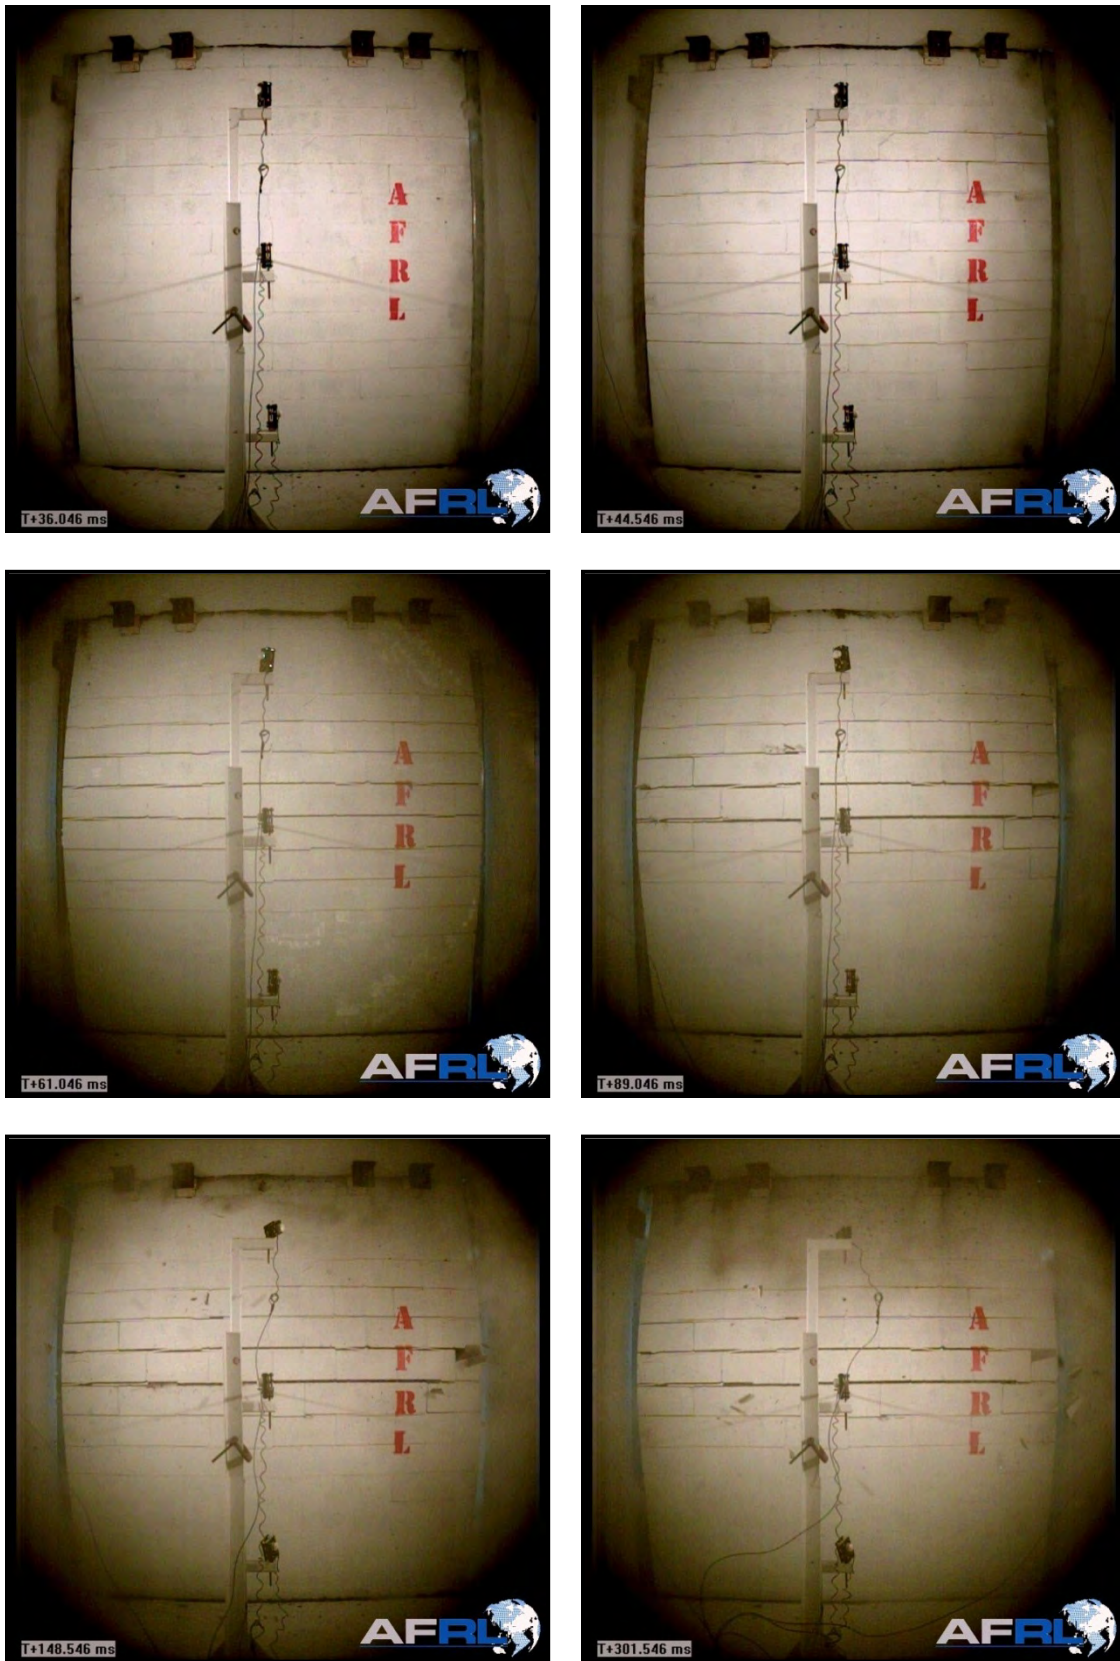 A
F
R
L
AFRL
T+36.046 ms
A
F
R
L
AFRL
T+44.546 ms
A
F
R
L
AFRL
T+61.046 ms
A
F
R
L
AFRL
T+89.046 ms
A
F
R
L
AFRL
T+148.546 ms
A
F
R
L
AFRL
T+301.546 ms